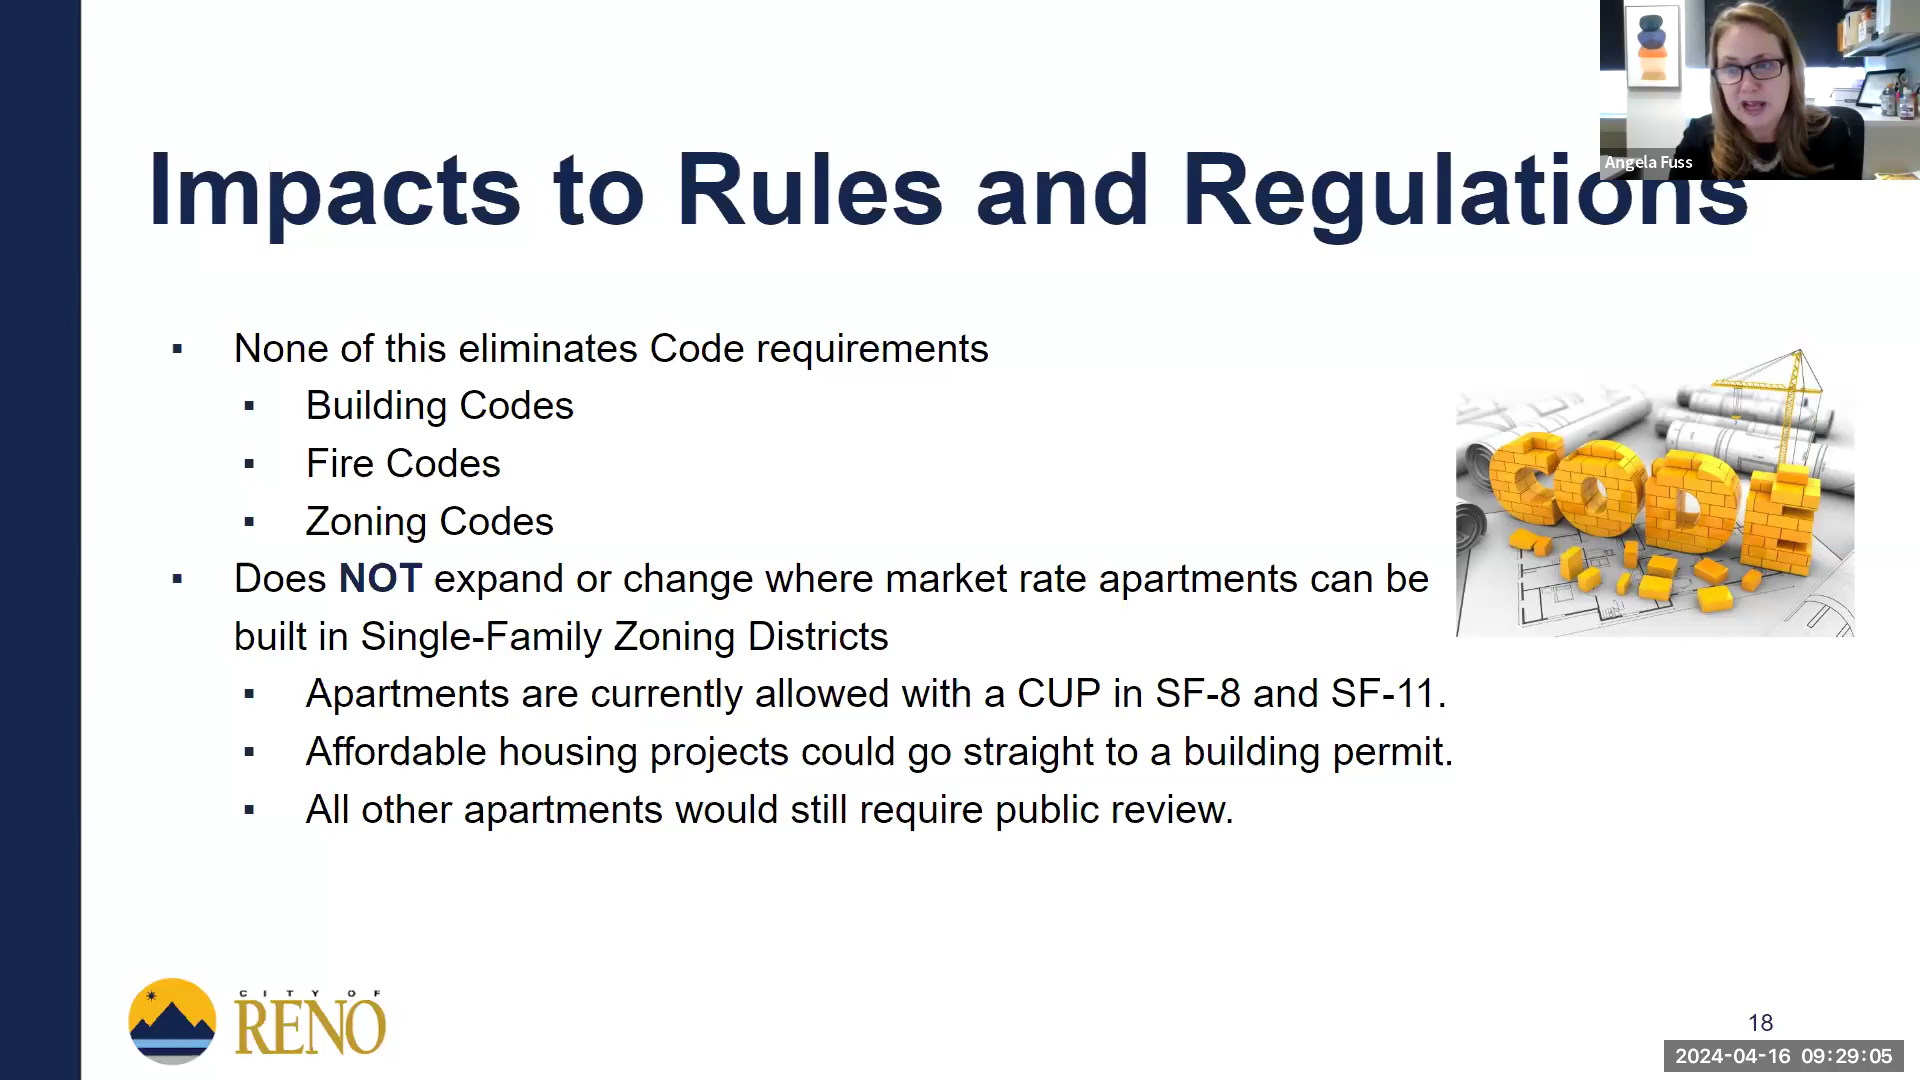 Angela Fuss
Impacts to Rules and Regulations
▪ None of this eliminates Code requirements
▪ Building Codes
▪ Fire Codes
▪ Zoning Codes
▪ Does NOT expand or change where market rate apartments can be
built in Single-Family Zoning Districts
▪ Apartments are currently allowed with a CUP in SF-8 and SF-11.
▪ Affordable housing projects could go straight to a building permit.
▪ All other apartments would still require public review.
CODE
CITY OF
RENO
18
2024-04-16 09:29:05